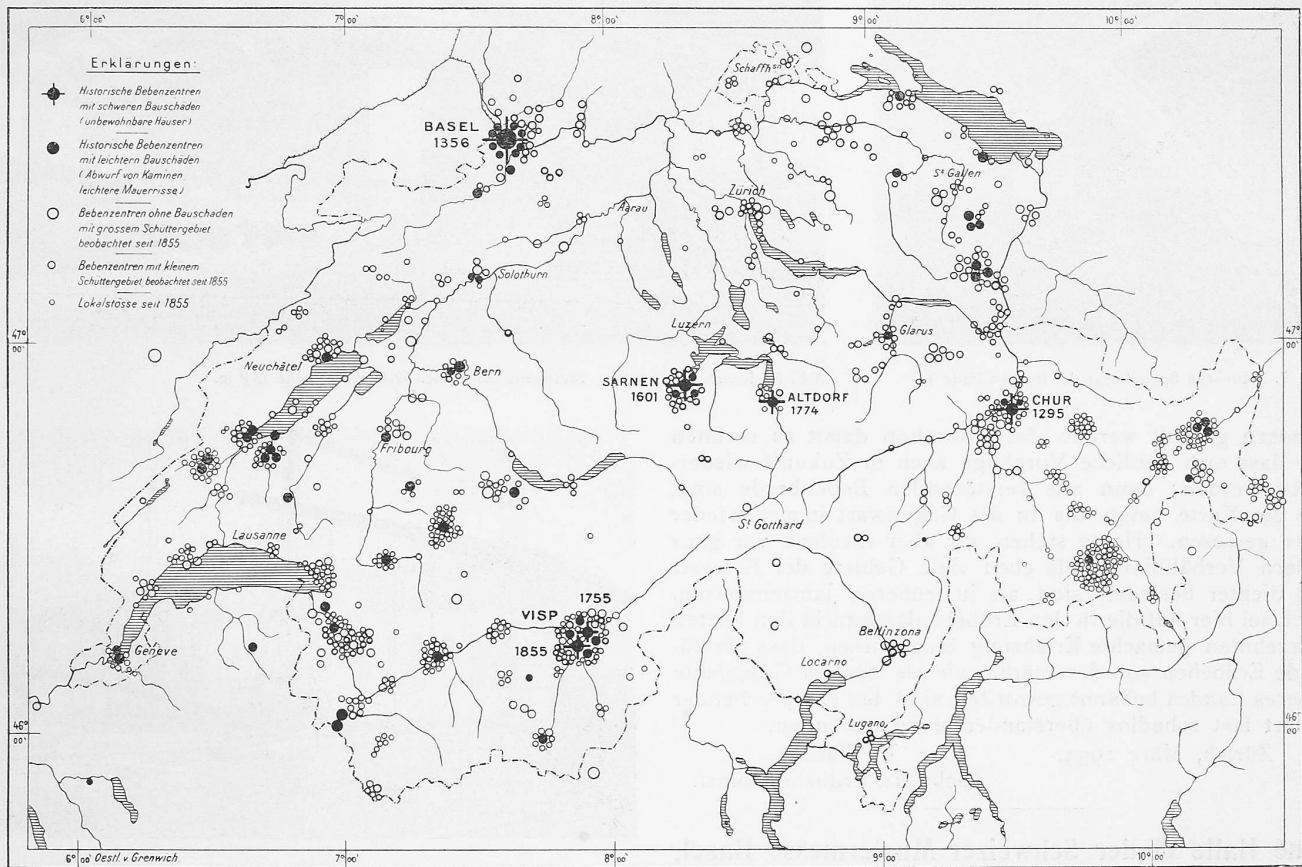 6° 00'
7° 00'
8° 00'
9° 00'
10° 00'
Erklärungen:
Historische Bebenzentren
mit schweren Bauschäden
(unbewohnbare Häuser)
Historische Bebenzentren
mit leichtern Bauschäden
(Abwurf von Kaminen
leichtere Mauerrisse)
Bebenzentren ohne Bauschäden
mit grossem Schüttergebiet
beobachtet seit 1855
Bebenzentren mit kleinem
Schüttergebiet, beobachtet seit 1855
Lokalstösse seit 1855
Schaffhsn
BASEL
1356
Zürich
St Gallen
Aarau
Solothurn
47° 00'
47° 00'
Luzern
Glarus
Neuchâtel
Bern
SARNEN
1601
ALTDORF
1774
CHUR
1295
Fribourg
St Gotthard
Lausanne
VISP
1755
1855
Genève
Bellinzona
Locarno
Lugano
46° 00'
46° 00'
6° 00'
Oestl. v. Grenwich
7° 00'
8° 00'
9° 00'
10° 00'